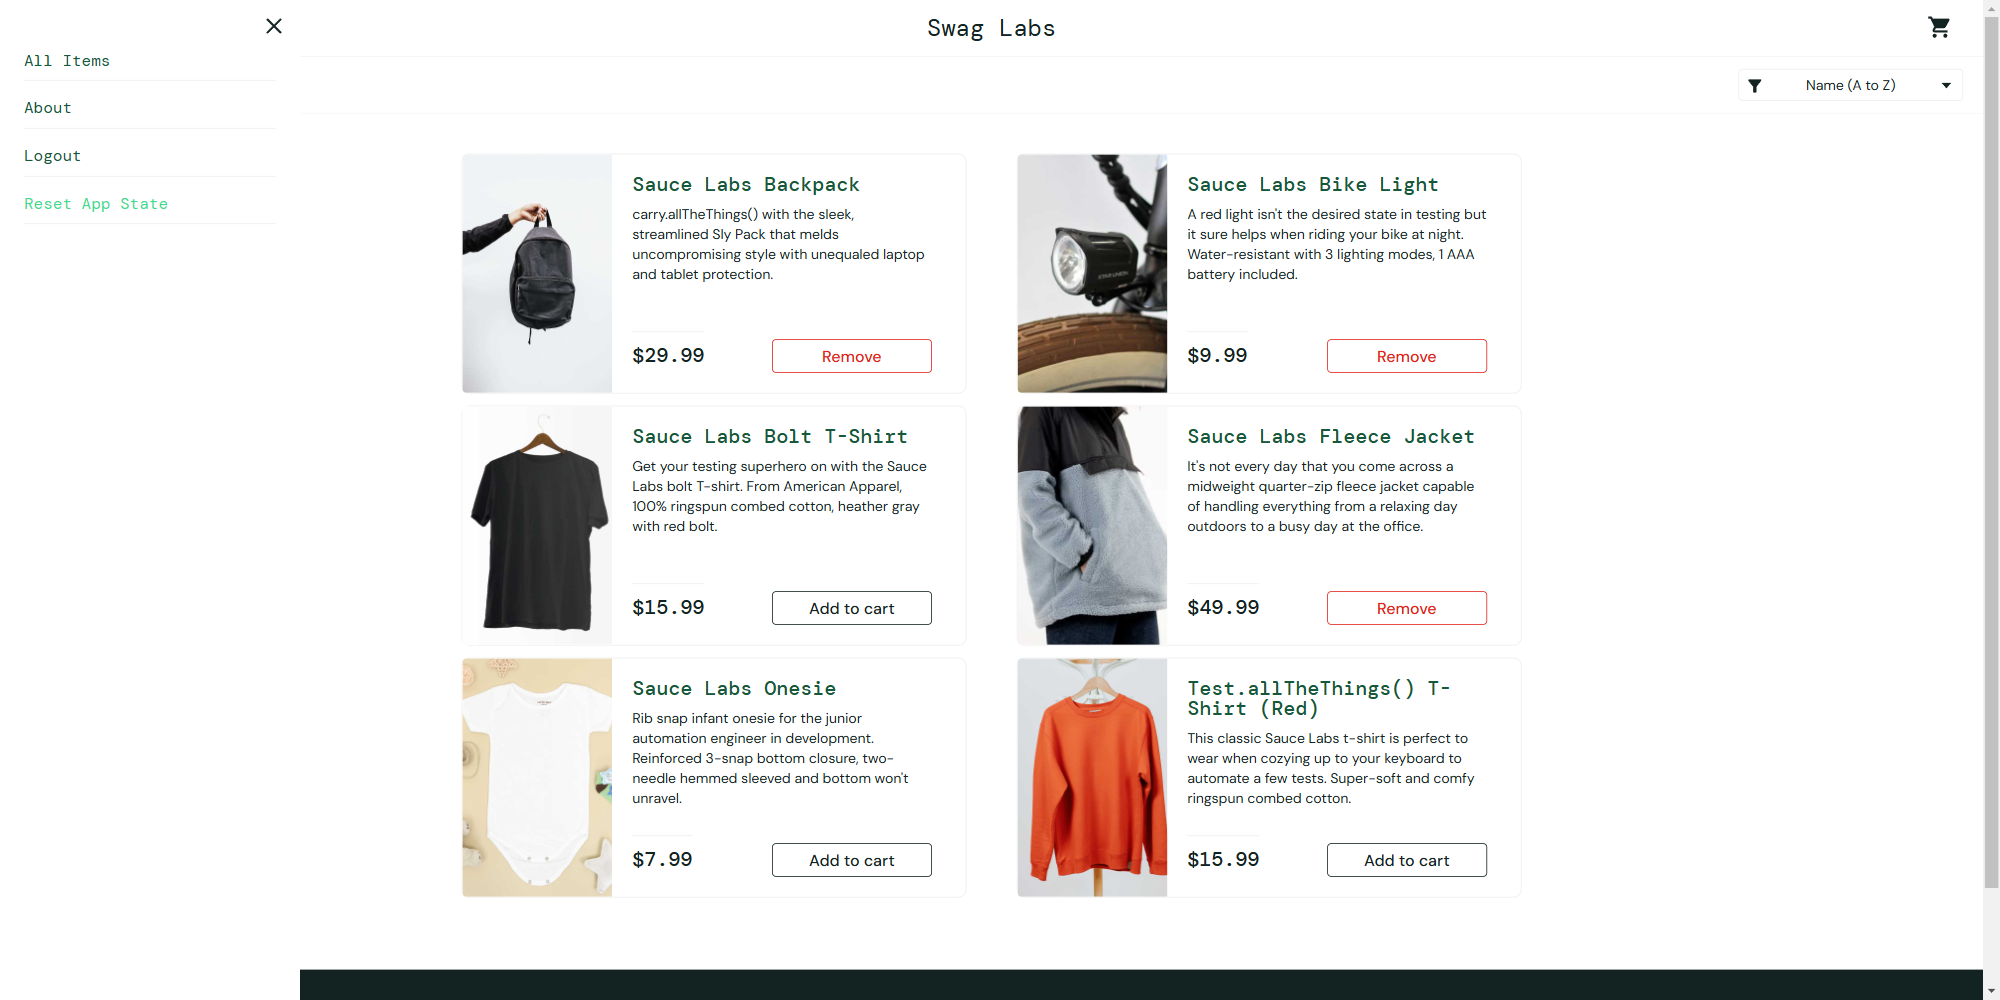 All Items
About
Logout
Reset App State
Swag Labs
Name (A to Z)
Sauce Labs Backpack
carry.allTheThings() with the sleek,
streamlined Sly Pack that melds
uncompromising style with unequaled laptop
and tablet protection.
$29.99
Remove
Sauce Labs Bike Light
A red light isn't the desired state in testing but
it sure helps when riding your bike at night.
Water-resistant with 3 lighting modes, 1 AAA
battery included.
$9.99
Remove
Sauce Labs Bolt T-Shirt
Get your testing superhero on with the Sauce
Labs bolt T-shirt. From American Apparel,
100% ringspun combed cotton, heather gray
with red bolt.
$15.99
Add to cart
Sauce Labs Fleece Jacket
It's not every day that you come across a
midweight quarter-zip fleece jacket capable
of handling everything from a relaxing day
outdoors to a busy day at the office.
$49.99
Remove
Sauce Labs Onesie
Rib snap infant onesie for the junior
automation engineer in development.
Reinforced 3-snap bottom closure, two-
needle hemmed sleeved and bottom won't
unravel.
$7.99
Add to cart
Test.allTheThings() T-
Shirt (Red)
This classic Sauce Labs t-shirt is perfect to
wear when cozying up to your keyboard to
automate a few tests. Super-soft and comfy
ringspun combed cotton.
$15.99
Add to cart